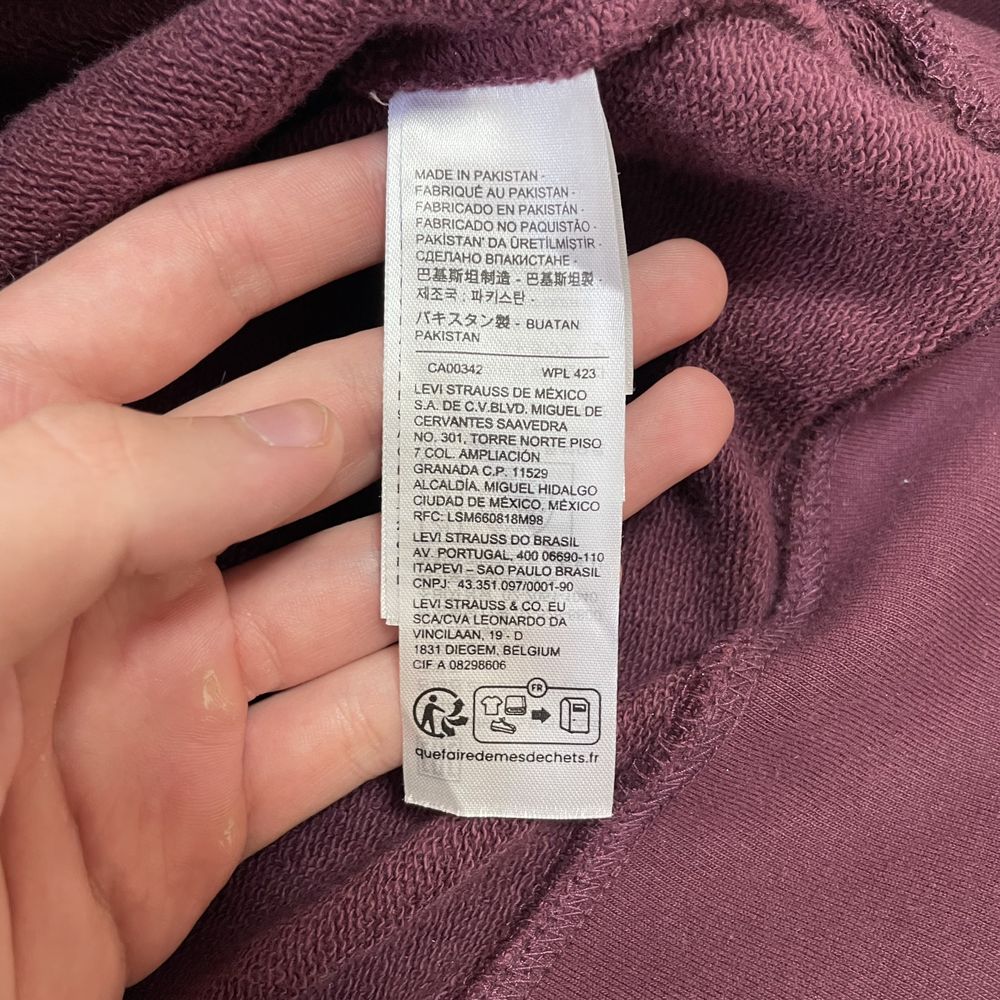 MADE IN PAKISTAN -
FABRIQUÉ AU PAKISTAN -
FABRICADO EN PAKISTÁN -
FABRICADO NO PAQUISTÃO -
PAKİSTAN' DA ÜRETİLMİŞTİR -
СДЕЛАНО ВПАКИСТАНЕ -
巴基斯坦制造 - 巴基斯坦製 -
제조국 : 파키스탄 -
パキスタン製 - BUATAN
PAKISTAN
CA00342 WPL 423
LEVI STRAUSS DE MÉXICO
S.A. DE C.V.BLVD. MIGUEL DE
CERVANTES SAAVEDRA
NO. 301, TORRE NORTE PISO
7 COL. AMPLIACIÓN
GRANADA C.P. 11529
ALCALDÍA. MIGUEL HIDALGO
CIUDAD DE MÉXICO, MÉXICO
RFC: LSM660818M98
LEVI STRAUSS DO BRASIL
AV. PORTUGAL, 400 06690-110
ITAPEVI – SAO PAULO BRASIL
CNPJ: 43.351.097/0001-90
LEVI STRAUSS & CO. EU
SCA/CVA LEONARDO DA
VINCILAAN, 19 - D
1831 DIEGEM, BELGIUM
CIF A 08298606
FR
quefairedemesdechets.fr